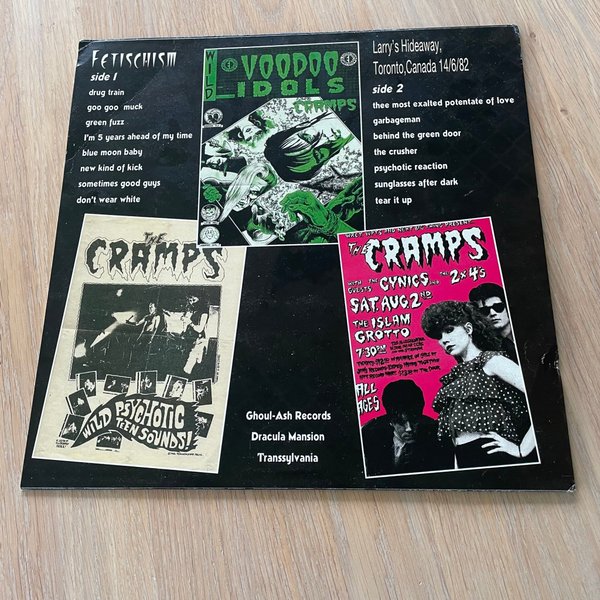 Fetischism
side 1
drug train
goo goo muck
green fuzz
I'm 5 years ahead of my time
blue moon baby
new kind of kick
sometimes good guys
don't wear white
WILD
VOODOO
IDOLS
CRAMPS
Larry's Hideaway,
Toronto,Canada 14/6/82
side 2
thee most exalted potentate of love
garbageman
behind the green door
the crusher
psychotic reaction
sunglasses after dark
tear it up
THE
CRAMPS
WILD PSYCHOTIC
TEEN SOUNDS!
THE CRAMPS
WITH GUESTS THE CYNICS AND THE 2x4's
SAT. AUG 2ND
THE ISLAM
GROTTO
7:30PM
ALL
AGES
Ghoul-Ash Records
Dracula Mansion
Transsylvania